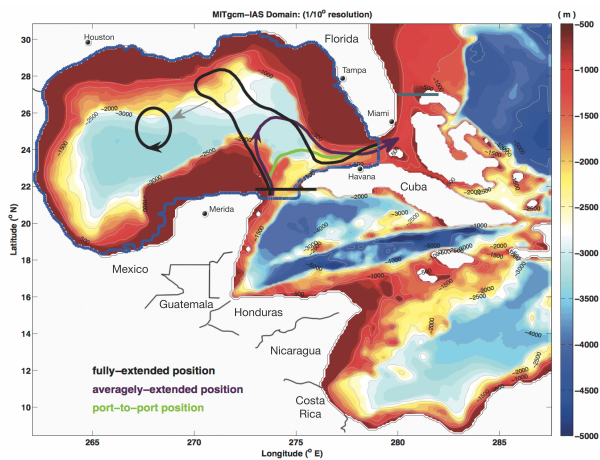 MITgcm−IAS Domain: (1/10° resolution)
( m )
Houston
Florida
Tampa
Miami
Havana
Cuba
Merida
Mexico
Guatemala
Honduras
Nicaragua
Costa
Rica
fully−extended position
averagely−extended position
port−to−port position
Latitude (° N)
30
28
26
24
22
20
18
16
14
12
10
265
270
275
280
285
Longitude (° E)
−500
−1000
−1500
−2000
−2500
−3000
−3500
−4000
−4500
−5000